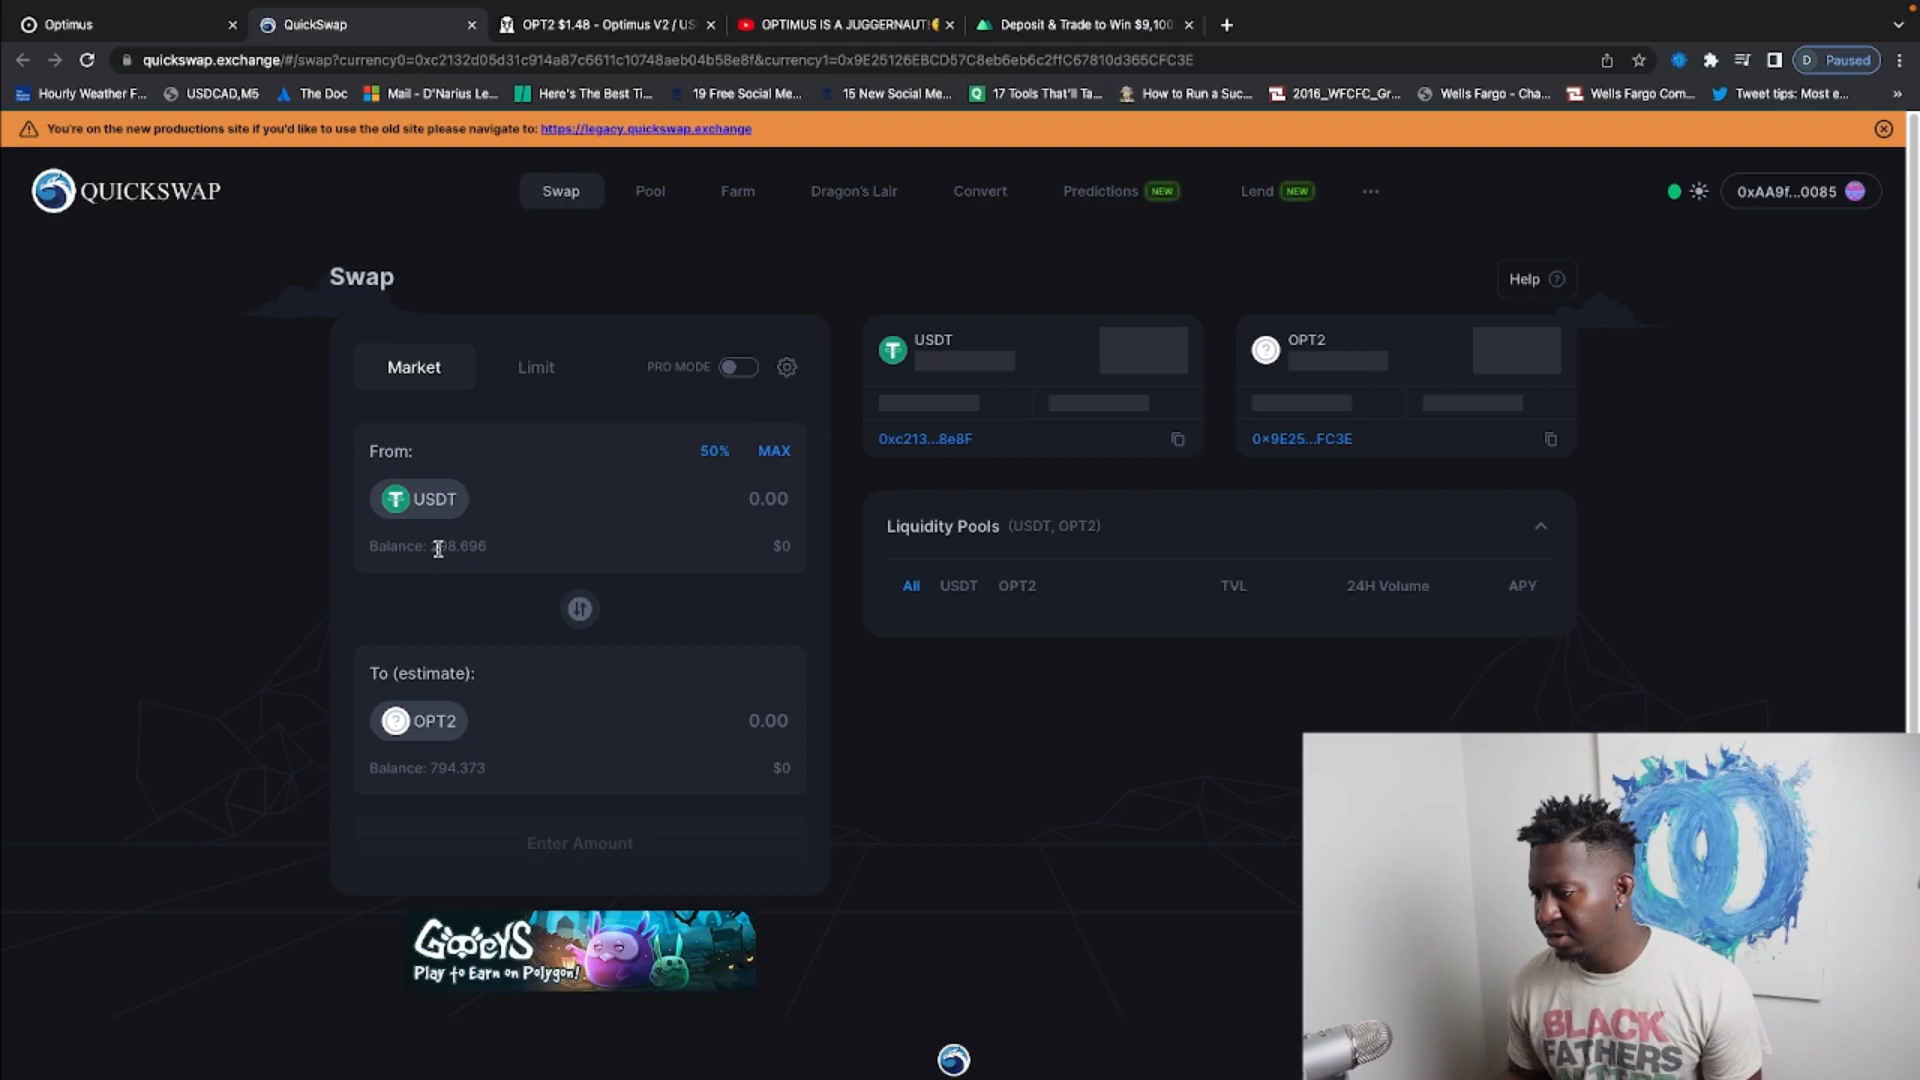 Optimus
QuickSwap
OPT2 $1.48 - Optimus V2 / US
OPTIMUS IS A JUGGERNAUT!
Deposit & Trade to Win $9,100
quickswap.exchange/#/swap?currency0=0xc2132d05d31c914a87c6611c10748aeb04b58e8f&currency1=0x9E25126EBCD57C8eb6eb6c2ffC67810d365CFC3E
D Paused
Hourly Weather F...
USDCAD,M5
The Doc
Mail - D'Narius Le...
Here's The Best Ti...
19 Free Social Me...
15 New Social Me...
17 Tools That'll Ta...
How to Run a Suc...
2016_WFCFC_Gr...
Wells Fargo - Cha...
Wells Fargo Com...
Tweet tips: Most e...
You're on the new productions site if you'd like to use the old site please navigate to: https://legacy.quickswap.exchange
QUICKSWAP
Swap
Pool
Farm
Dragon's Lair
Convert
Predictions NEW
Lend NEW
0xAA9f...0085
Swap
Help
Market
Limit
PRO MODE
From:
50%
MAX
USDT
0.00
Balance: 98.696
$0
To (estimate):
OPT2
0.00
Balance: 794.373
$0
Enter Amount
USDT
0xc213...8e8F
OPT2
0x9E25...FC3E
Liquidity Pools (USDT, OPT2)
All USDT OPT2 TVL 24H Volume APY
GOOEYS
Play to Earn on Polygon!
BLACK
FATHERS